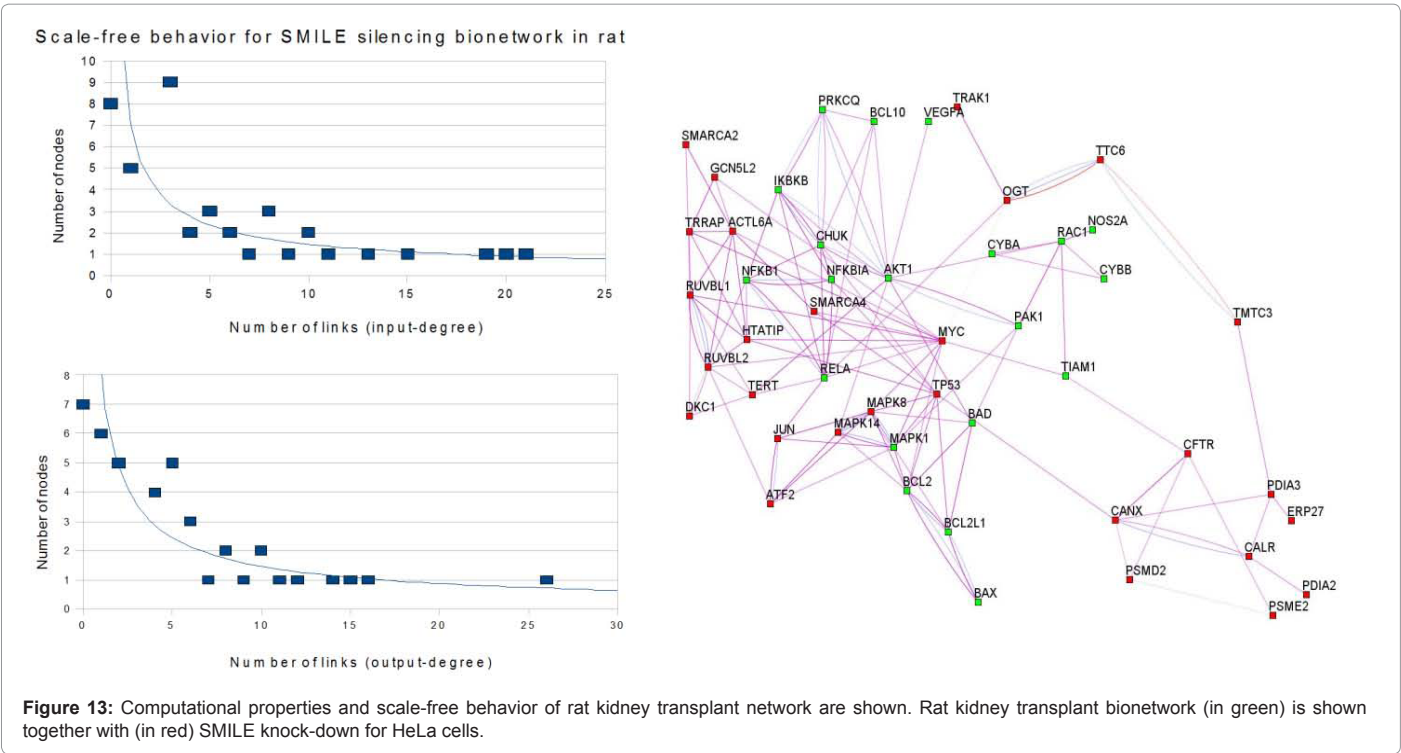 Scale-free behavior for SMILE silencing bionetwork in rat
10
9
8
7
6
5
4
3
2
1
0
Number of nodes
0 5 10 15 20 25
Number of links (input-degree)
8
7
6
5
4
3
2
1
0
Number of nodes
0 5 10 15 20 25 30
Number of links (output-degree)
PRKCQ
TRAK1
BCL10
VEGFA
SMARCA2
GCN5L2
TTC6
IKBKB
OGT
TRRAP
ACTL6A
NOS2A
RAC1
CHUK
CYBA
NFKB1
NFKBIA
AKT1
CYBB
RUVBL1
SMARCA4
PAK1
TMTC3
HTATIP
MYC
RUVBL2
RELA
TIAM1
TERT
TP53
DKC1
MAPK8
BAD
JUN
MAPK14
MAPK1
CFTR
BCL2
PDIA3
ATF2
CANX
ERP27
BCL2L1
CALR
PSMD2
PDIA2
BAX
PSME2
Figure 13: Computational properties and scale-free behavior of rat kidney transplant network are shown. Rat kidney transplant bionetwork (in green) is shown
together with (in red) SMILE knock-down for HeLa cells.